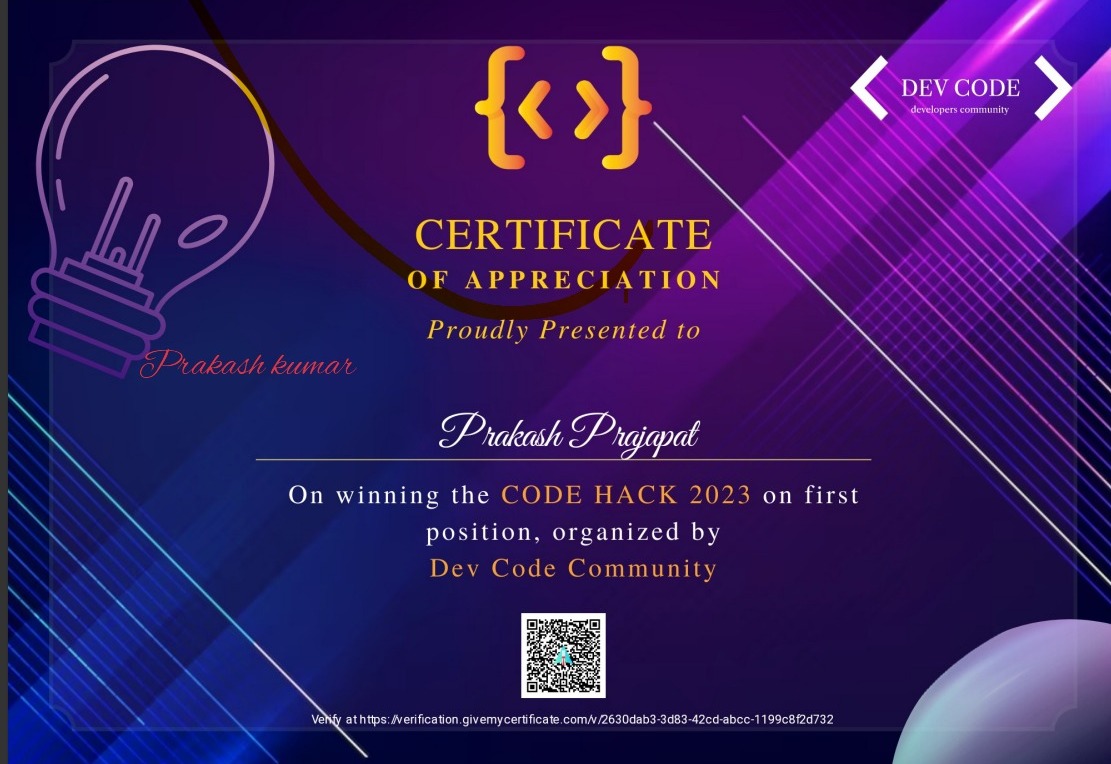 DEV CODE
developers community
CERTIFICATE
OF APPRECIATION
Proudly Presented to
Prakash kumar
Prakash Prajapat
On winning the CODE HACK 2023 on first
position, organized by
Dev Code Community
Verify at https://verification.givemycertificate.com/v/2630dab3-3d83-42cd-abcc-1199c8f2d732